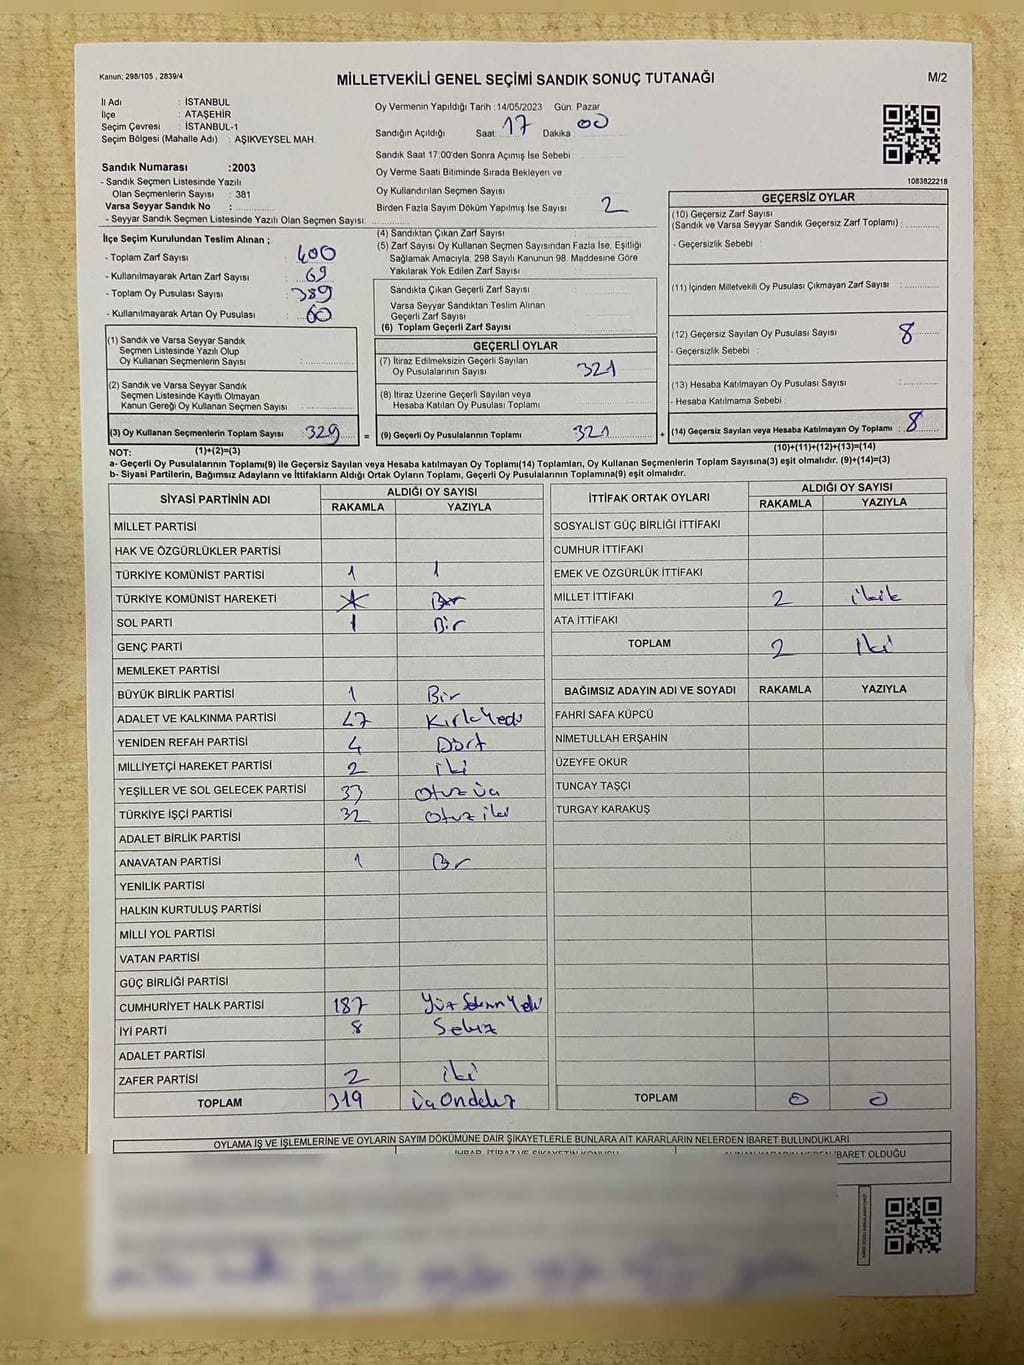 Kanun; 298/105 , 2839/4
MİLLETVEKİLİ GENEL SEÇİMİ SANDIK SONUÇ TUTANAĞI
M/2
İl Adı : İSTANBUL
İlçe : ATAŞEHİR
Seçim Çevresi : İSTANBUL-1
Seçim Bölgesi (Mahalle Adı) : AŞIKVEYSEL MAH.
Oy Vermenin Yapıldığı Tarih :14/05/2023 Gün: Pazar
Sandığın Açıldığı Saat: 17 Dakika: 00
Sandık Saat 17:00'den Sonra Açımış İse Sebebi :
Oy Verme Saati Bitiminde Sırada Bekleyen ve
Oy Kullandırılan Seçmen Sayısı
Birden Fazla Sayım Döküm Yapılmış İse Sayısı 2
1083822218
Sandık Numarası :2003
- Sandık Seçmen Listesinde Yazılı
Olan Seçmenlerin Sayısı : 381
Varsa Seyyar Sandık No :
- Seyyar Sandık Seçmen Listesinde Yazılı Olan Seçmen Sayısı:
İlçe Seçim Kurulundan Teslim Alınan ;
- Toplam Zarf Sayısı : 400
- Kullanılmayarak Artan Zarf Sayısı : 69
- Toplam Oy Pusulası Sayısı : 389
- Kullanılmayarak Artan Oy Pusulası : 60
(1) Sandık ve Varsa Seyyar Sandık
Seçmen Listesinde Yazılı Olup
Oy Kullanan Seçmenlerin Sayısı :
(2) Sandık ve Varsa Seyyar Sandık
Seçmen Listesinde Kayıtlı Olmayan
Kanun Gereği Oy Kullanan Seçmen Sayısı :
(3) Oy Kullanan Seçmenlerin Toplam Sayısı : 329 =
(4) Sandıktan Çıkan Zarf Sayısı :
(5) Zarf Sayısı Oy Kullanan Seçmen Sayısından Fazla İse, Eşitliği
Sağlamak Amacıyla; 298 Sayılı Kanunun 98. Maddesine Göre
Yakılarak Yok Edilen Zarf Sayısı :
Sandıkta Çıkan Geçerli Zarf Sayısı
Varsa Seyyar Sandıktan Teslim Alınan
Geçerli Zarf Sayısı
(6) Toplam Geçerli Zarf Sayısı
GEÇERLİ OYLAR
(7) İtiraz Edilmeksizin Geçerli Sayılan
Oy Pusulalarının Sayısı : 321
(8) İtiraz Üzerine Geçerli Sayılan veya
Hesaba Katılan Oy Pusulası Toplamı
(9) Geçerli Oy Pusulalarının Toplamı : 321 +
GEÇERSİZ OYLAR
(10) Geçersiz Zarf Sayısı
(Sandık ve Varsa Seyyar Sandık Geçersiz Zarf Toplamı) :
- Geçersizlik Sebebi :
(11) İçinden Milletvekili Oy Pusulası Çıkmayan Zarf Sayısı :
(12) Geçersiz Sayılan Oy Pusulası Sayısı : 8
- Geçersizlik Sebebi :
(13) Hesaba Katılmayan Oy Pusulası Sayısı :
- Hesaba Katılmama Sebebi :
(14) Geçersiz Sayılan veya Hesaba Katılmayan Oy Toplamı : 8
NOT: (1)+(2)=(3)
(10)+(11)+(12)+(13)=(14)
a- Geçerli Oy Pusulalarının Toplamı(9) ile Geçersiz Sayılan veya Hesaba katılmayan Oy Toplamı(14) Toplamları, Oy Kullanan Seçmenlerin Toplam Sayısına(3) eşit olmalıdır. (9)+(14)=(3)
b- Siyasi Partilerin, Bağımsız Adayların ve İttifakların Aldığı Ortak Oyların Toplamı, Geçerli Oy Pusulalarının Toplamına(9) eşit olmalıdır.
SİYASİ PARTİNİN ADI ALDIĞI OY SAYISI
RAKAMLA YAZIYLA
MİLLET PARTİSİ
HAK VE ÖZGÜRLÜKLER PARTİSİ
TÜRKİYE KOMÜNİST PARTİSİ 1 1
TÜRKİYE KOMÜNİST HAREKETİ
SOL PARTİ 1 Bir
GENÇ PARTİ
MEMLEKET PARTİSİ
BÜYÜK BİRLİK PARTİSİ 1 Bir
ADALET VE KALKINMA PARTİSİ 47 Kırkyedi
YENİDEN REFAH PARTİSİ 4 Dört
MİLLİYETÇİ HAREKET PARTİSİ 2 iki
YEŞİLLER VE SOL GELECEK PARTİSİ 33 Otuz üç
TÜRKİYE İŞÇİ PARTİSİ 32 Otuz iki
ADALET BİRLİK PARTİSİ
ANAVATAN PARTİSİ 1 Bir
YENİLİK PARTİSİ
HALKIN KURTULUŞ PARTİSİ
MİLLİ YOL PARTİSİ
VATAN PARTİSİ
GÜÇ BİRLİĞİ PARTİSİ
CUMHURİYET HALK PARTİSİ 187 Yüz Seksen Yedi
İYİ PARTİ 8 Sekiz
ADALET PARTİSİ
ZAFER PARTİSİ 2 iki
TOPLAM 319 Üç Ondokuz
İTTİFAK ORTAK OYLARI ALDIĞI OY SAYISI
RAKAMLA YAZIYLA
SOSYALİST GÜÇ BİRLİĞİ İTTİFAKI
CUMHUR İTTİFAKI
EMEK VE ÖZGÜRLÜK İTTİFAKI
MİLLET İTTİFAKI 2
ATA İTTİFAKI
TOPLAM 2 İki
BAĞIMSIZ ADAYIN ADI VE SOYADI RAKAMLA YAZIYLA
FAHRİ SAFA KÜPCÜ
NİMETULLAH ERŞAHİN
ÜZEYFE OKUR
TUNCAY TAŞÇI
TURGAY KARAKUŞ
TOPLAM 0 0
OYLAMA İŞ VE İŞLEMLERİNE VE OYLARIN SAYIM DÖKÜMÜNE DAİR ŞİKAYETLERLE BUNLARA AİT KARARLARIN NELERDEN İBARET BULUNDUKLARI
İHBAR, İTİRAZ VE ŞİKAYETİN KONUSU
İBARET OLDUĞU